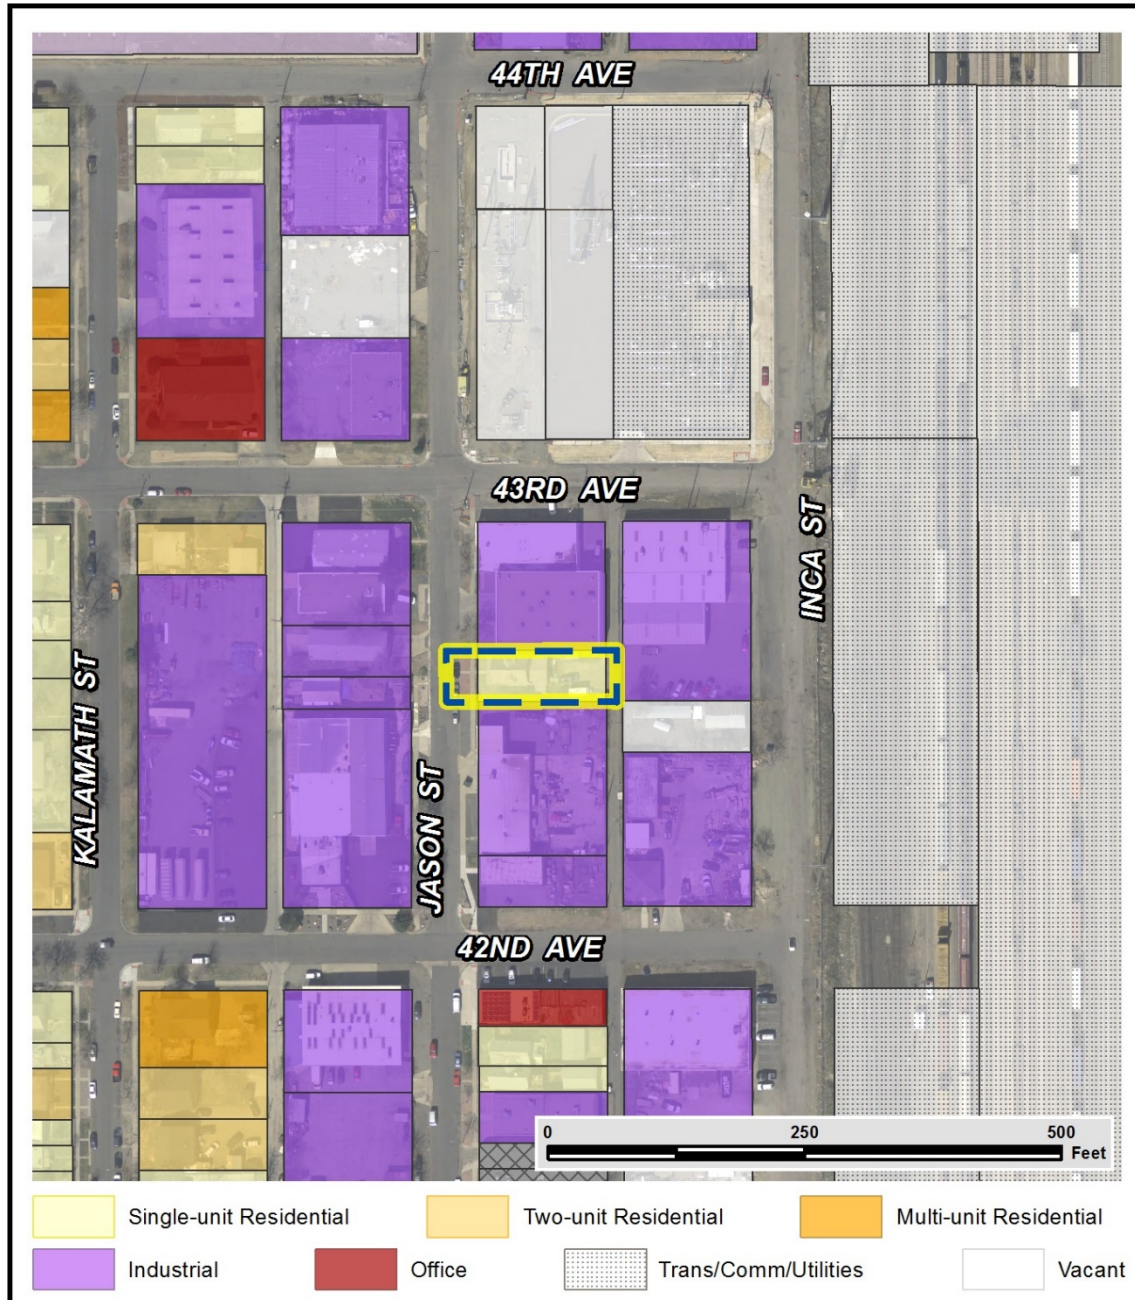 44TH AVE
43RD AVE
INCA ST
KALAMATH ST
JASON ST
42ND AVE
0 250 500
Feet
Single-unit Residential
Two-unit Residential
Multi-unit Residential
Industrial
Office
Trans/Comm/Utilities
Vacant